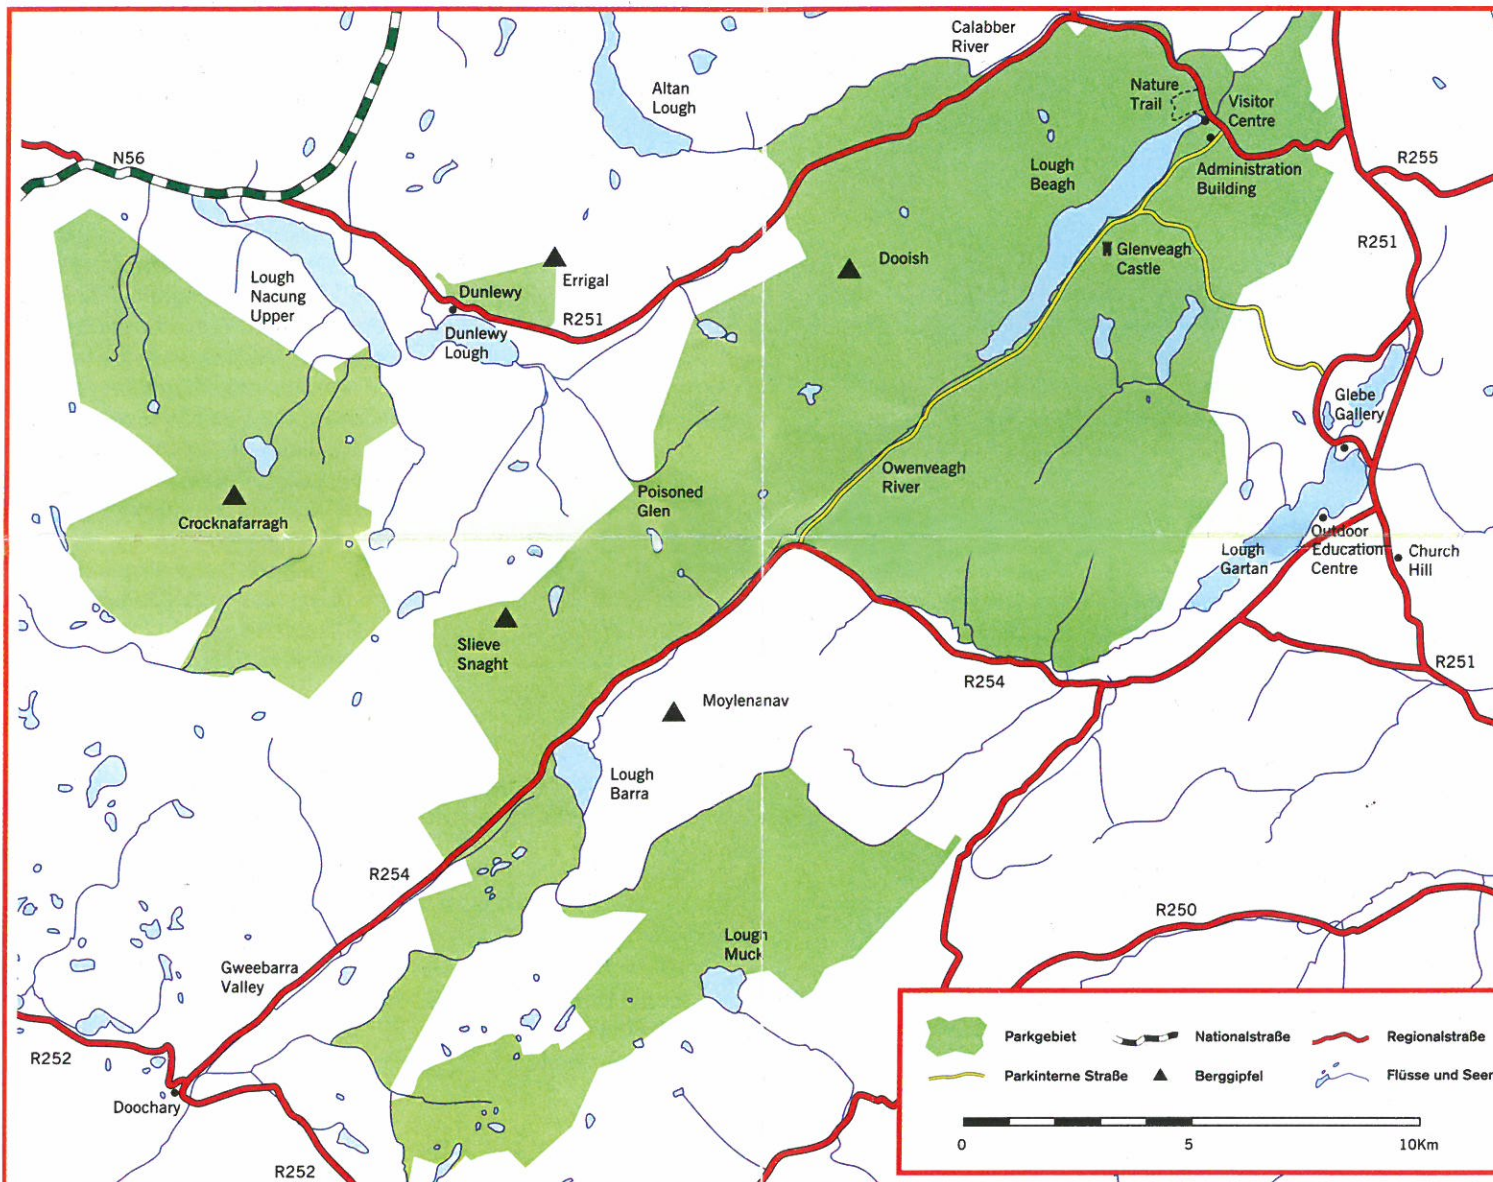 Calabber
River
Altan
Lough
Nature
Trail
Visitor
Centre
N56
Lough
Beagh
Administration
Building
R255
R251
Glenveagh
Castle
Dooish
Errigal
Lough
Nacung
Upper
Dunlewy
R251
Dunlewy
Lough
Glebe
Gallery
Owenveagh
River
Poisoned
Glen
Crocknafarragh
Outdoor
Education
Centre
Lough
Gartan
Church
Hill
Slieve
Snaght
R251
R254
Moylenanav
Lough
Barra
R254
R250
Lough
Muck
Gweebarra
Valley
R252
Doochary
R252
Parkgebiet
Nationalstraße
Regionalstraße
Parkinterne Straße
Berggipfel
Flüsse und Seen
0 5 10Km